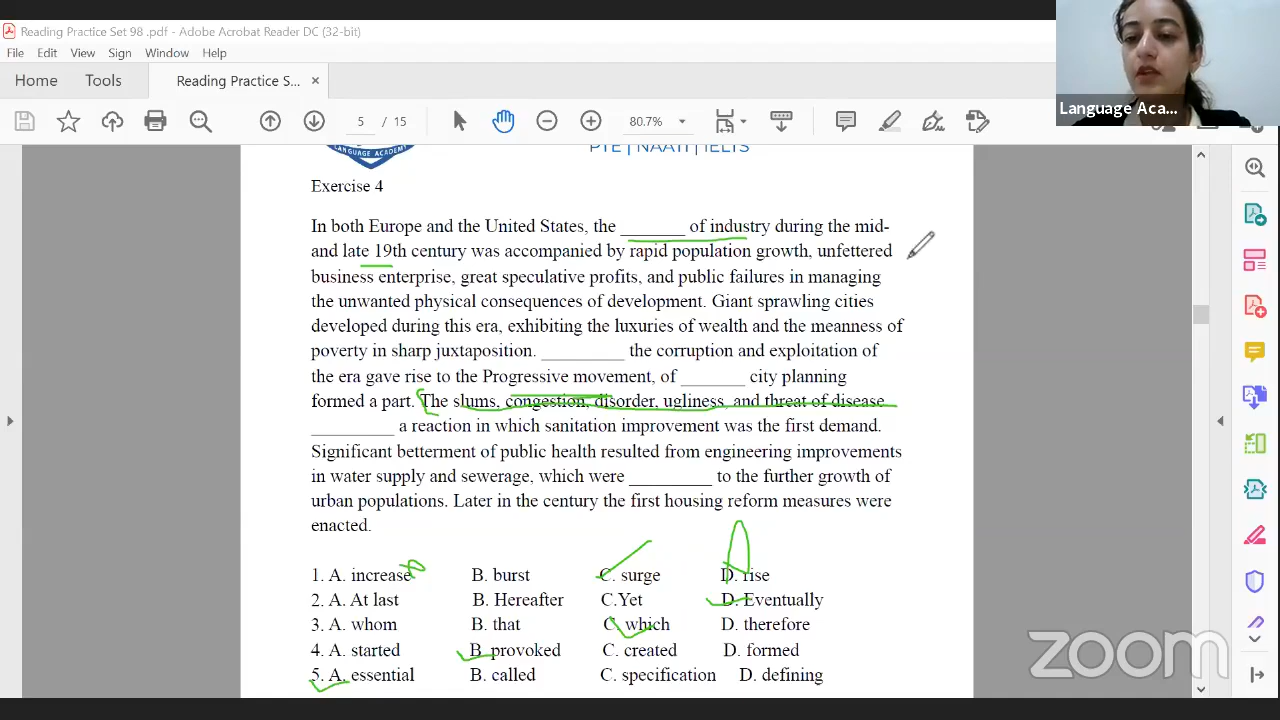 Reading Practice Set 98 .pdf - Adobe Acrobat Reader DC (32-bit)
File Edit View Sign Window Help
Home Tools Reading Practice S... ×
5 / 15 80.7%
Language Aca...
LANGUAGE ACADEMY
PTE | NAATI | IELTS
Exercise 4
In both Europe and the United States, the _______ of industry during the mid-
and late 19th century was accompanied by rapid population growth, unfettered
business enterprise, great speculative profits, and public failures in managing
the unwanted physical consequences of development. Giant sprawling cities
developed during this era, exhibiting the luxuries of wealth and the meanness of
poverty in sharp juxtaposition. _________ the corruption and exploitation of
the era gave rise to the Progressive movement, of _______ city planning
formed a part. The slums, congestion, disorder, ugliness, and threat of disease
_________ a reaction in which sanitation improvement was the first demand.
Significant betterment of public health resulted from engineering improvements
in water supply and sewerage, which were _________ to the further growth of
urban populations. Later in the century the first housing reform measures were
enacted.
1. A. increase B. burst C. surge D. rise
2. A. At last B. Hereafter C.Yet D. Eventually
3. A. whom B. that C. which D. therefore
4. A. started B. provoked C. created D. formed
5. A. essential B. called C. specification D. defining
zoom